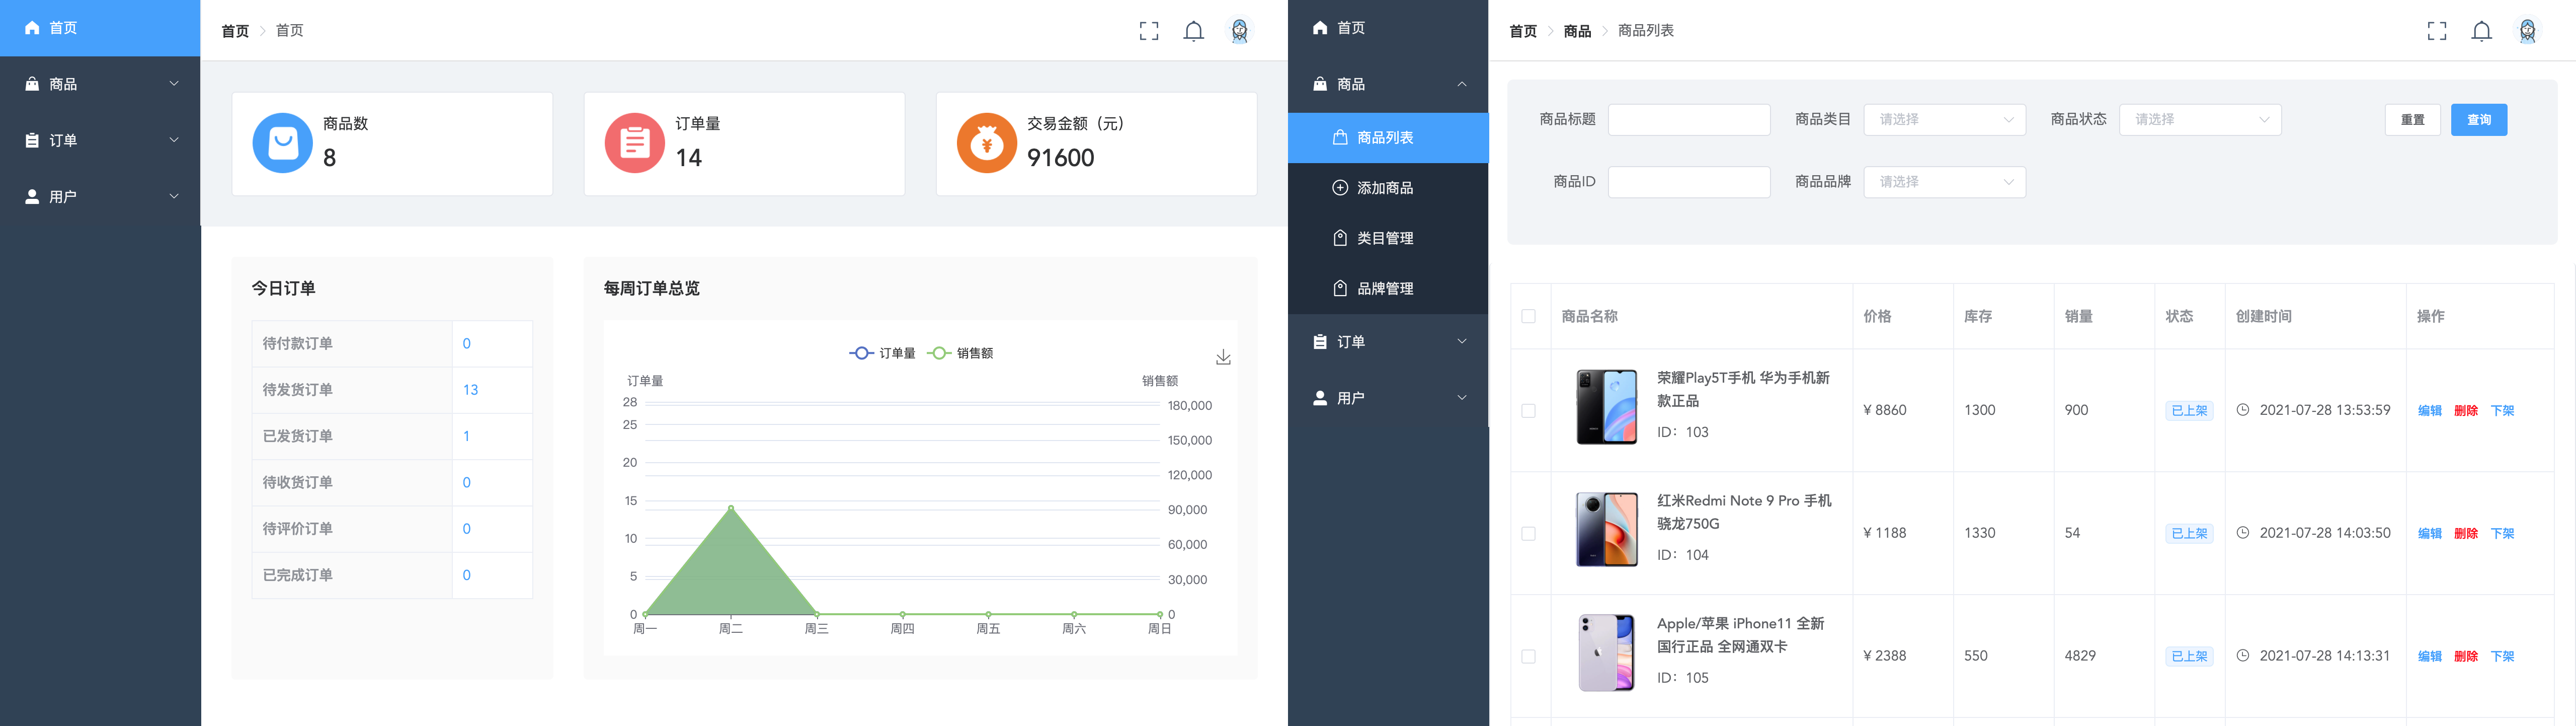 首页
商品
订单
用户
首页 > 首页
商品数
8
订单量
14
交易金额（元）
91600
今日订单
待付款订单 0
待发货订单 13
已发货订单 1
待收货订单 0
待评价订单 0
已完成订单 0
每周订单总览
订单量 销售额
订单量 销售额
28 180,000
25 150,000
20 120,000
15 90,000
10 60,000
5 30,000
0 0
周一 周二 周三 周四 周五 周六 周日
首页
商品
商品列表
添加商品
类目管理
品牌管理
订单
用户
首页 > 商品 > 商品列表
商品标题 商品类目 请选择 商品状态 请选择 重置 查询
商品ID 商品品牌 请选择
商品名称 价格 库存 销量 状态 创建时间 操作
荣耀Play5T手机 华为手机新
款正品
ID：103
¥ 8860 1300 900 已上架 2021-07-28 13:53:59 编辑 删除 下架
红米Redmi Note 9 Pro 手机
骁龙750G
ID：104
¥ 1188 1330 54 已上架 2021-07-28 14:03:50 编辑 删除 下架
Apple/苹果 iPhone11 全新
国行正品 全网通双卡
ID：105
¥ 2388 550 4829 已上架 2021-07-28 14:13:31 编辑 删除 下架